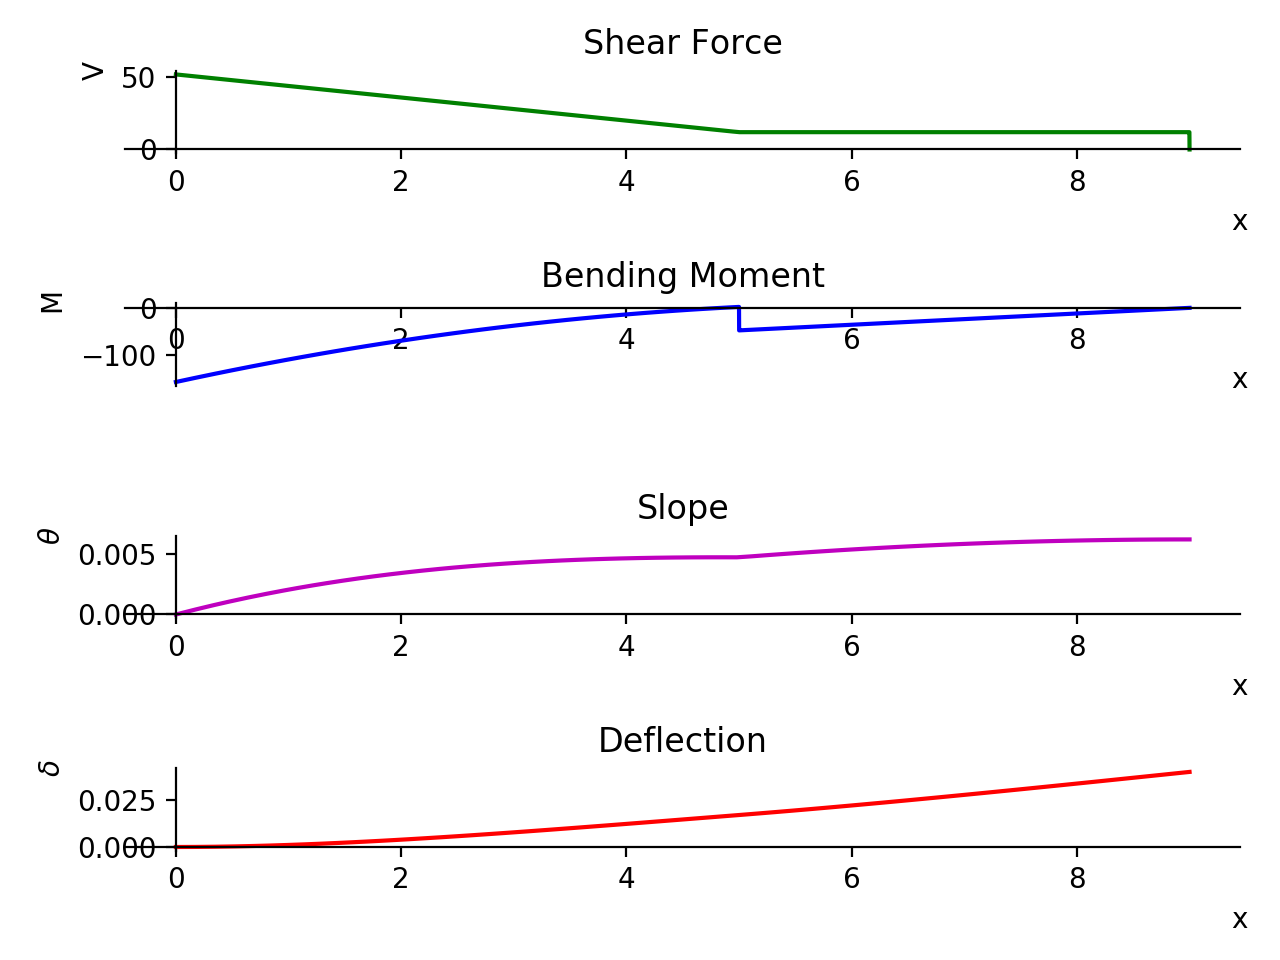 Shear Force
V
50
0
0 2 4 6 8
x
Bending Moment
M
0
0 2 4 6 8
−100
x
Slope
θ
0.005
0.000
0 2 4 6 8
x
Deflection
δ
0.025
0.000
0 2 4 6 8
x